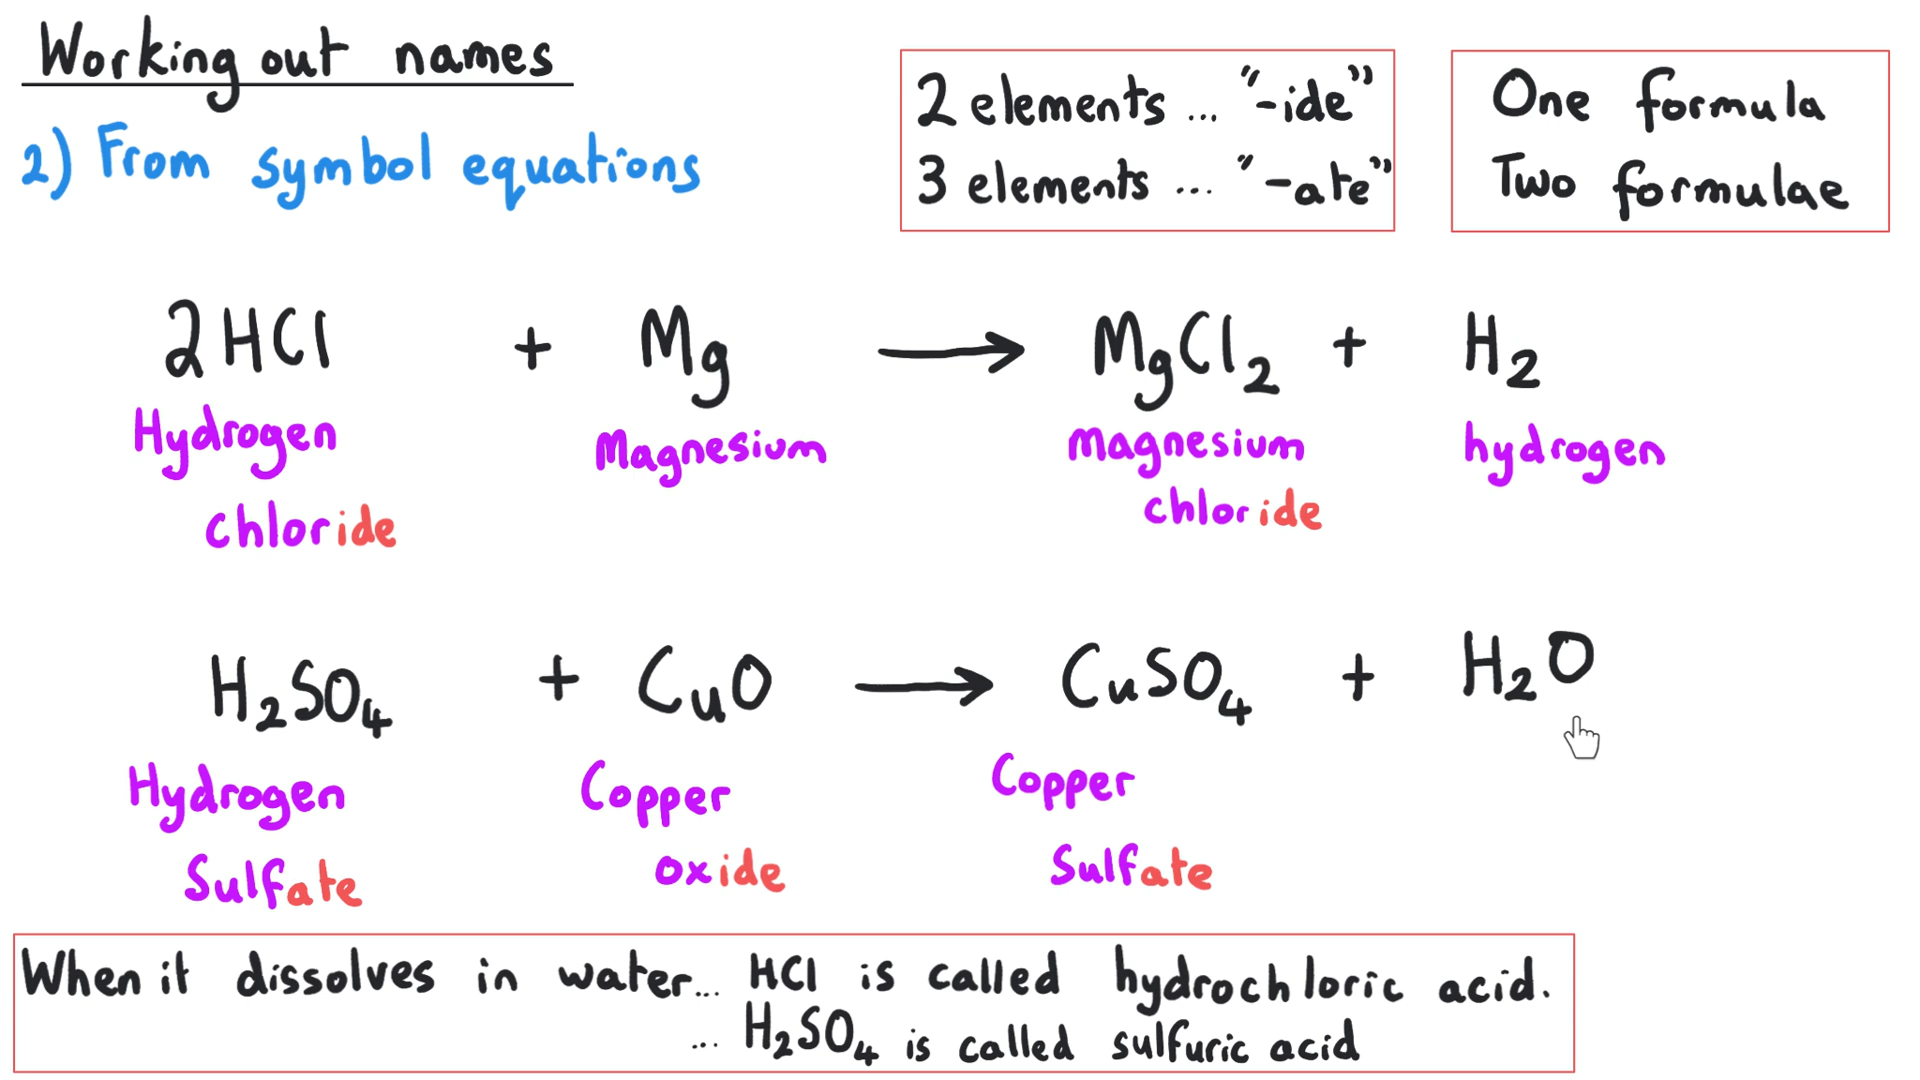 Working out names
2) From symbol equations
2 elements ... "-ide"
3 elements ... "-ate"
One formula
Two formulae
2HCl + Mg → MgCl₂ + H₂
Hydrogen chloride
Magnesium
magnesium chloride
hydrogen
H₂SO₄ + CuO → CuSO₄ + H₂O
Hydrogen Sulfate
Copper oxide
Copper Sulfate
When it dissolves in water... HCl is called hydrochloric acid.
... H₂SO₄ is called sulfuric acid